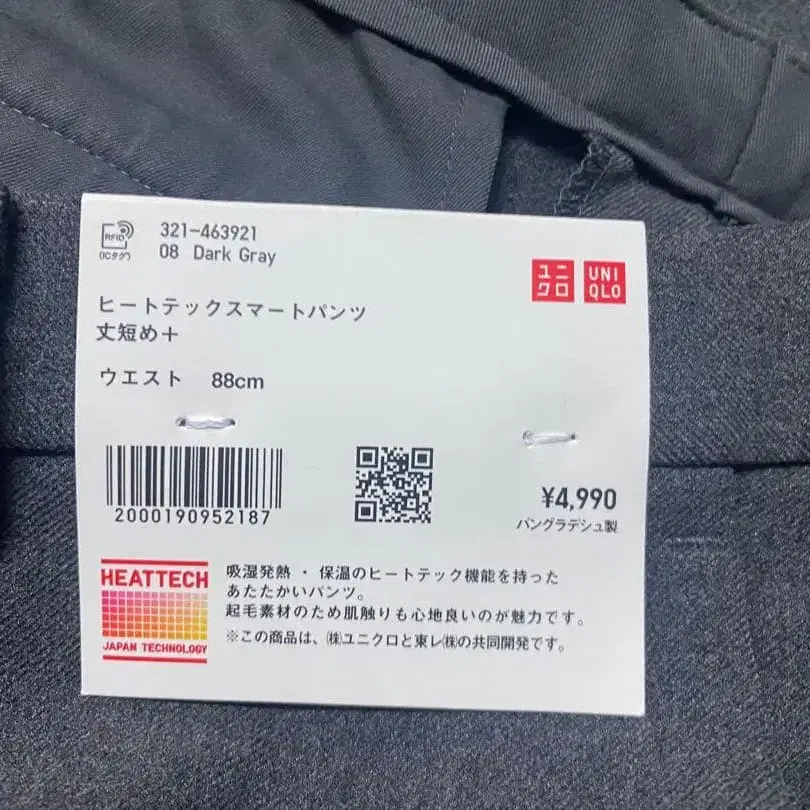 RFID
(ICタグ)
321-463921
08 Dark Gray
ユニ
クロ
UNI
QLO
ヒートテックスマートパンツ
丈短め+
ウエスト 88cm
2000190952187
¥4,990
バングラデシュ製
HEATTECH
JAPAN TECHNOLOGY
吸湿発熱・保温のヒートテック機能を持った
あたたかいパンツ。
起毛素材のため肌触りも心地良いのが魅力です。
※この商品は、㈱ユニクロと東レ㈱の共同開発です。